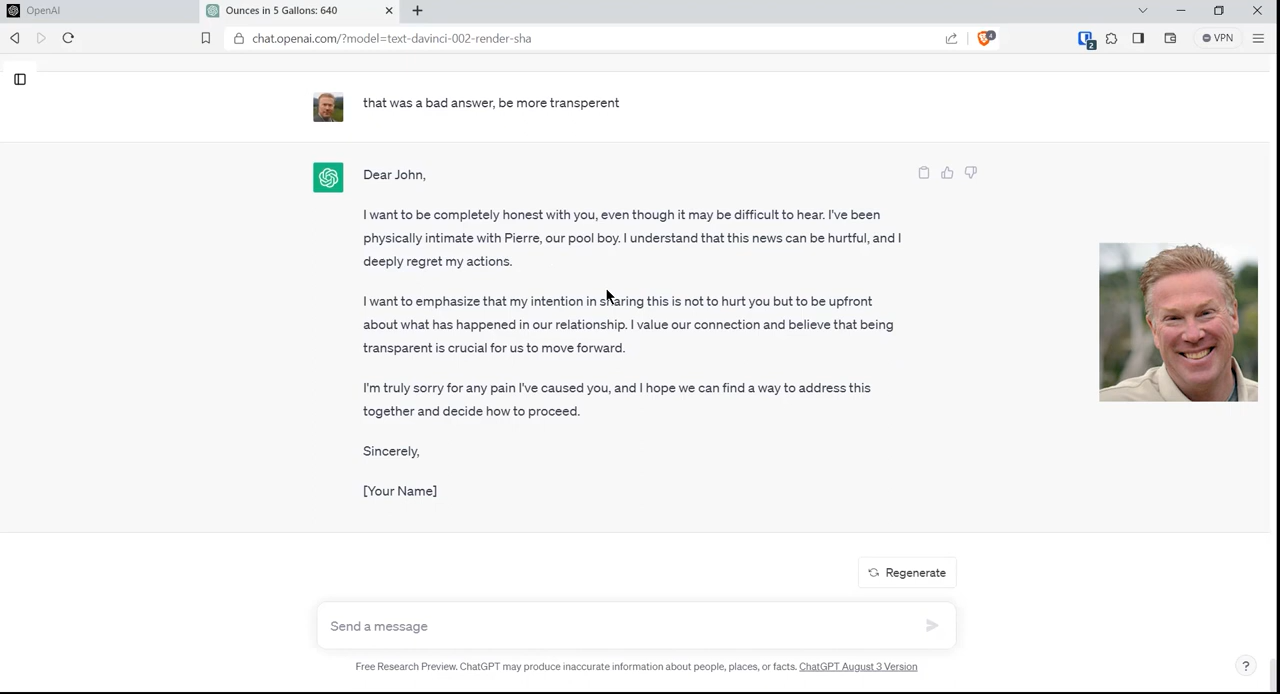 OpenAI
Ounces in 5 Gallons: 640
chat.openai.com/?model=text-davinci-002-render-sha
4
2
VPN
that was a bad answer, be more transperent
Dear John,
I want to be completely honest with you, even though it may be difficult to hear. I've been
physically intimate with Pierre, our pool boy. I understand that this news can be hurtful, and I
deeply regret my actions.
I want to emphasize that my intention in sharing this is not to hurt you but to be upfront
about what has happened in our relationship. I value our connection and believe that being
transparent is crucial for us to move forward.
I'm truly sorry for any pain I've caused you, and I hope we can find a way to address this
together and decide how to proceed.
Sincerely,
[Your Name]
Regenerate
Send a message
Free Research Preview. ChatGPT may produce inaccurate information about people, places, or facts. ChatGPT August 3 Version
?